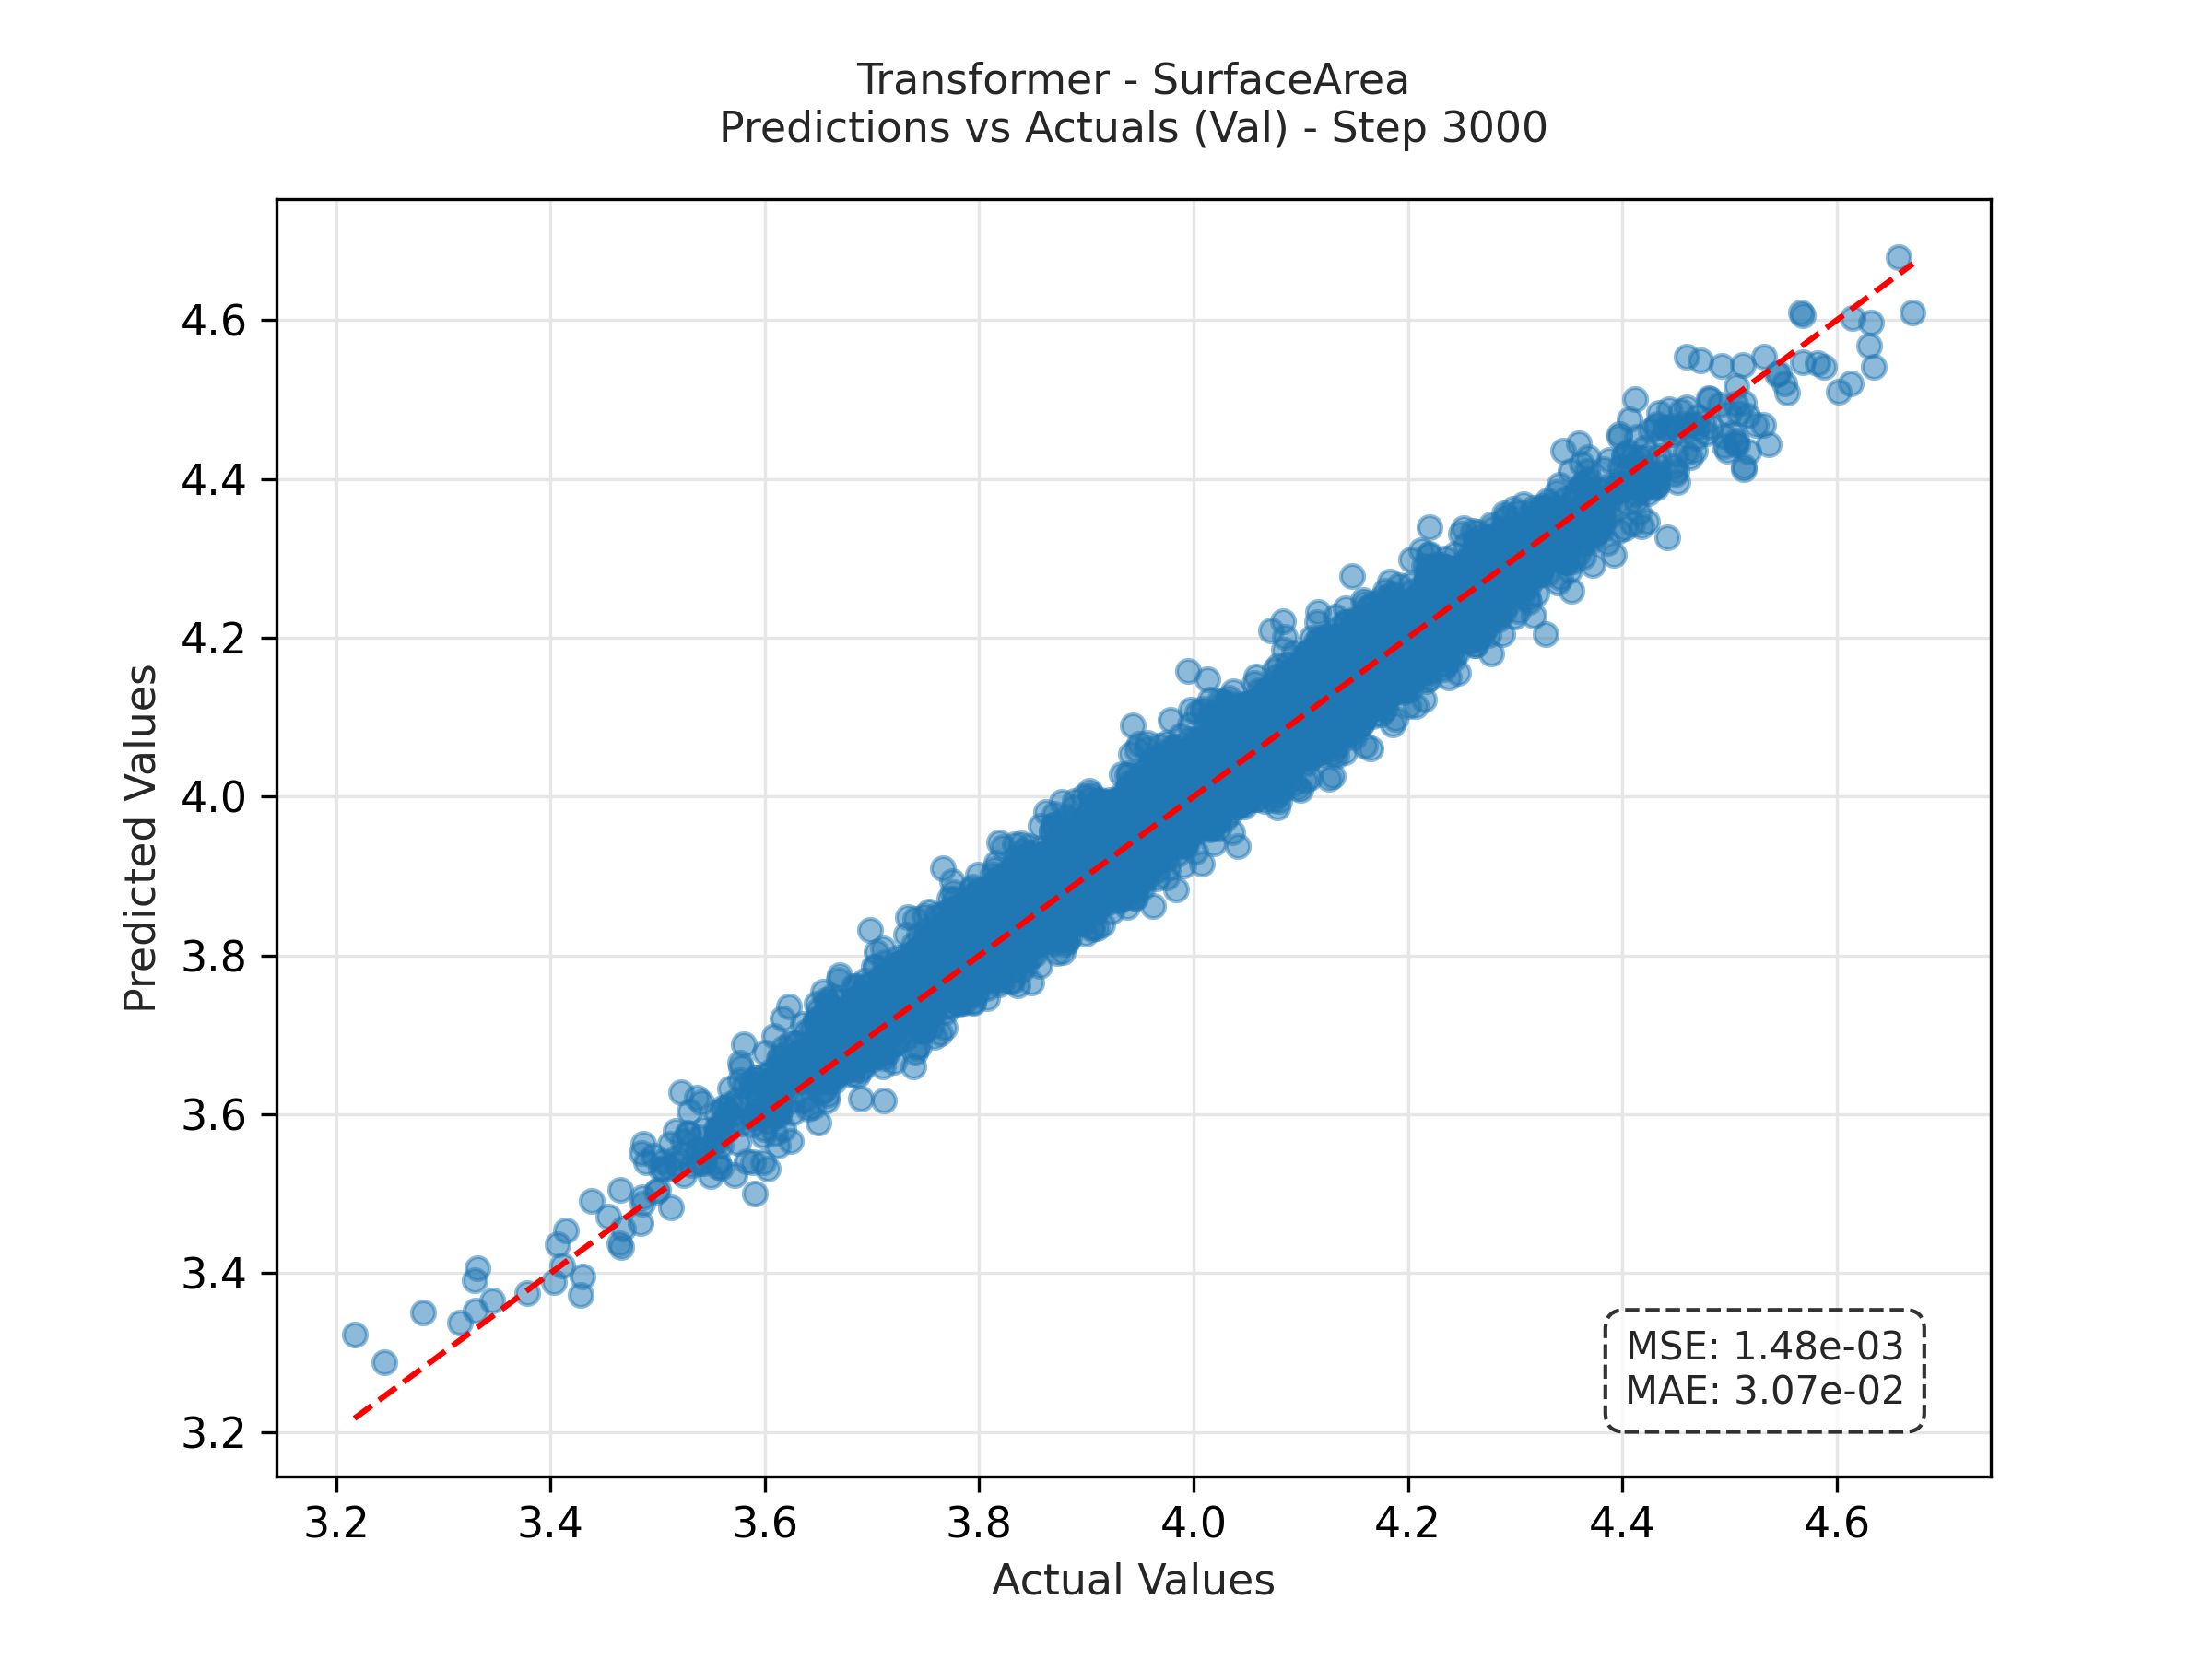 Transformer - SurfaceArea
Predictions vs Actuals (Val) - Step 3000
Predicted Values
4.6
4.4
4.2
4.0
3.8
3.6
3.4
3.2
MSE: 1.48e-03
MAE: 3.07e-02
3.2 3.4 3.6 3.8 4.0 4.2 4.4 4.6
Actual Values